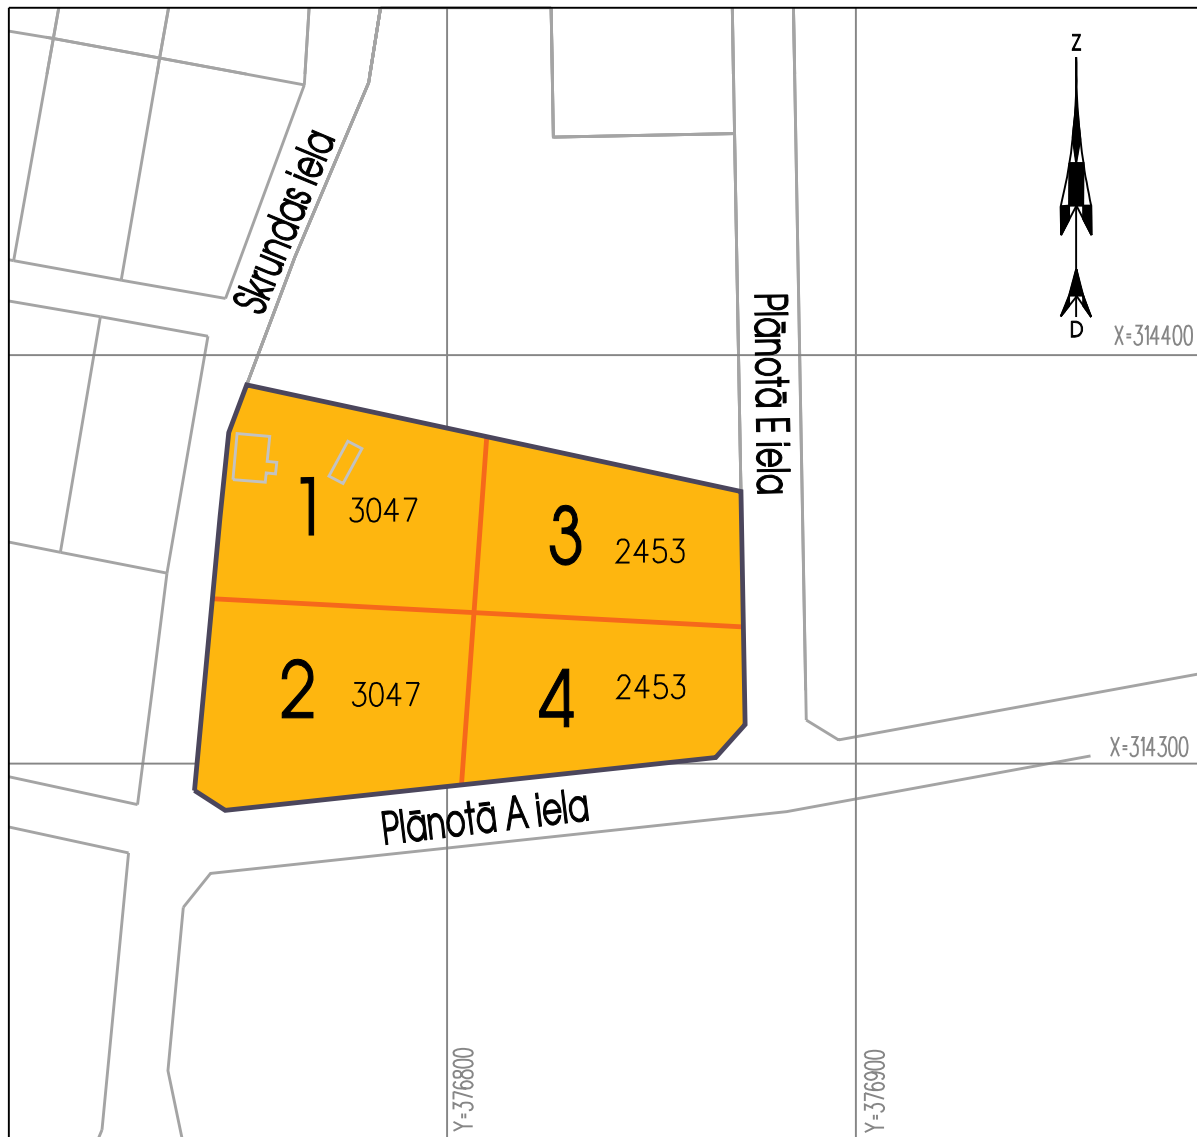 Z
Skrundas iela
Plānotā E iela
D
X=314400
1 3047
3 2453
2 3047
4 2453
X=314300
Plānotā A iela
Y=376800
Y=376900